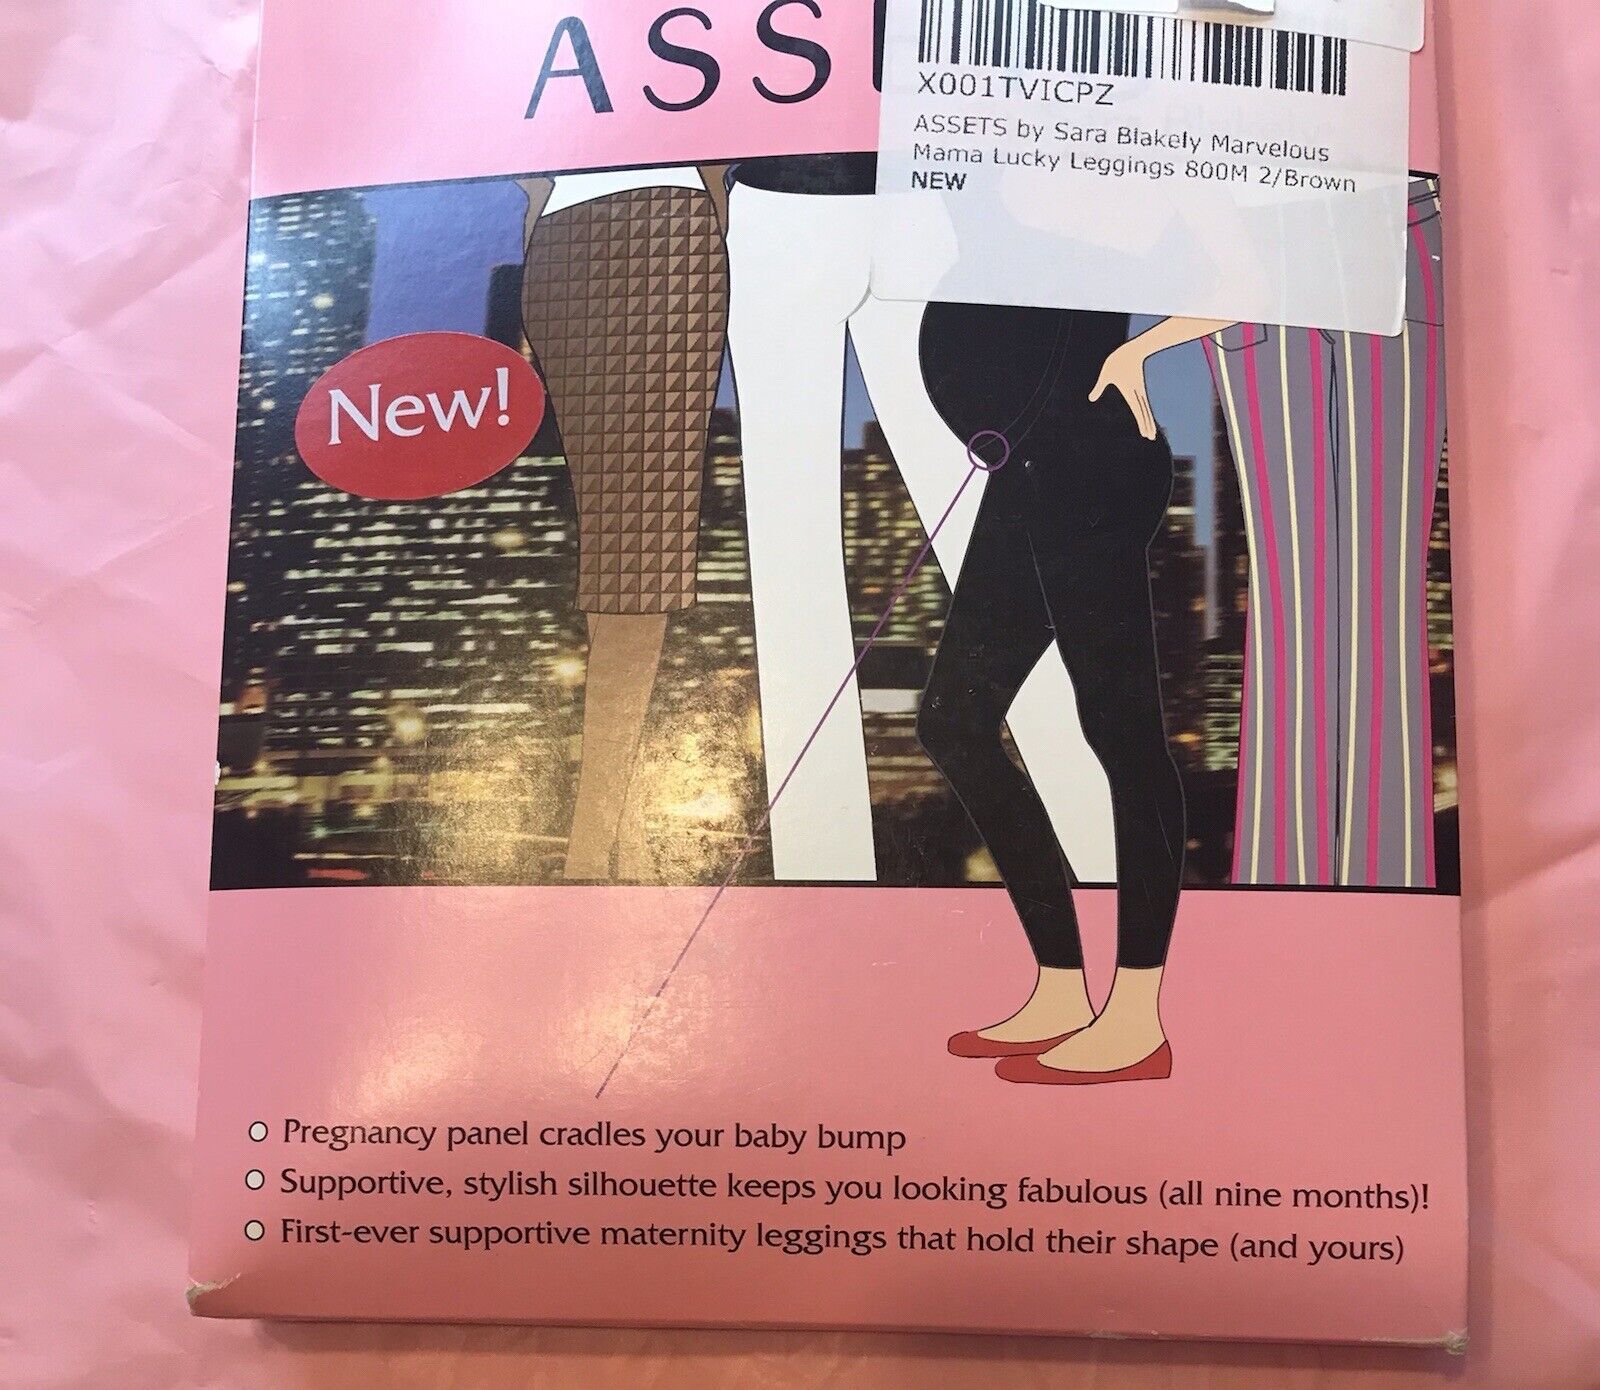 ASS
X001TVICPZ
ASSETS by Sara Blakely Marvelous
Mama Lucky Leggings 800M 2/Brown
NEW
New!
Pregnancy panel cradles your baby bump
Supportive, stylish silhouette keeps you looking fabulous (all nine months)!
First-ever supportive maternity leggings that hold their shape (and yours)